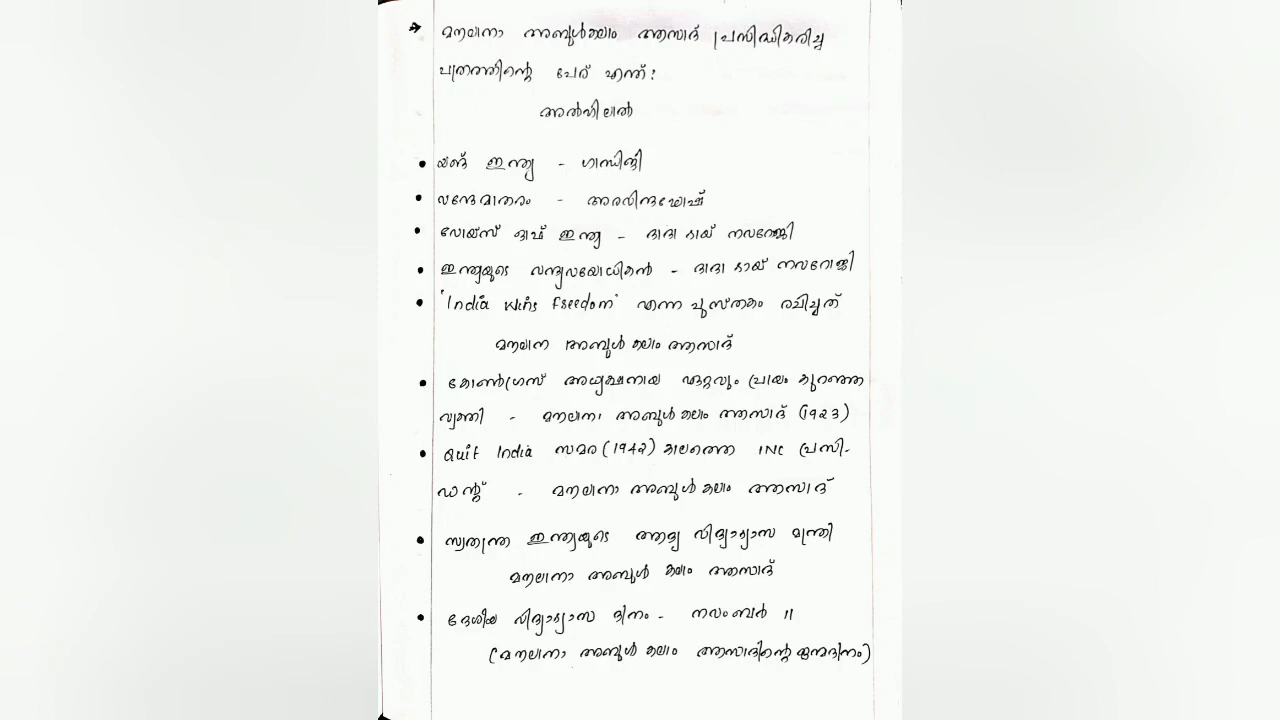 → മൗലാനാ അബുൾകലാം ആസാദ് പ്രസിദ്ധീകരിച്ച
പത്രത്തിന്റെ പേര് എന്ത്?
അൽഹിലാൽ
• യങ് ഇന്ത്യ - ഗാന്ധിജി
• വന്ദേമാതരം - അരവിന്ദഘോഷ്
• വോയ്സ് ഓഫ് ഇന്ത്യ - ദാദാ ഭായ് നവറോജി
• ഇന്ത്യയുടെ വന്ദ്യവയോധികൻ - ദാദാ ഭായ് നവറോജി
• 'India Wins Freedom' എന്ന പുസ്തകം രചിച്ചത്
മൗലാന അബുൾ കലാം ആസാദ്
• കോൺഗ്രസ് അധ്യക്ഷനായ ഏറ്റവും പ്രായം കുറഞ്ഞ
വ്യക്തി - മൗലാനാ അബുൾ കലാം ആസാദ് (1923)
• Quit India സമര (1942) കാലത്തെ INC പ്രസി-
ഡന്റ് - മൗലാനാ അബുൾ കലാം ആസാദ്
• സ്വതന്ത്ര ഇന്ത്യയുടെ ആദ്യ വിദ്യാഭ്യാസ മന്ത്രി
മൗലാനാ അബുൾ കലാം ആസാദ്
• ദേശീയ വിദ്യാഭ്യാസ ദിനം - നവംബർ 11
(മൗലാനാ അബുൾ കലാം ആസാദിന്റെ ജന്മദിനം)